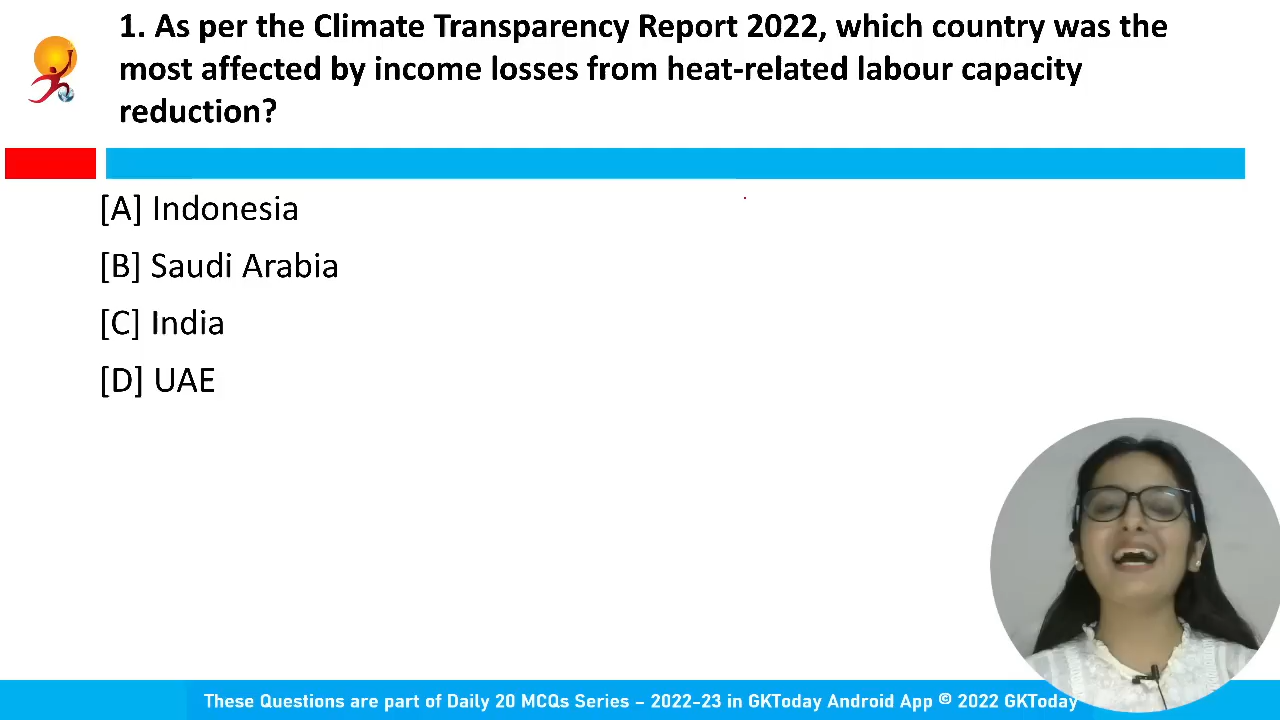 1. As per the Climate Transparency Report 2022, which country was the
most affected by income losses from heat-related labour capacity
reduction?
[A] Indonesia
[B] Saudi Arabia
[C] India
[D] UAE
These Questions are part of Daily 20 MCQs Series – 2022-23 in GKToday Android App © 2022 GKToday